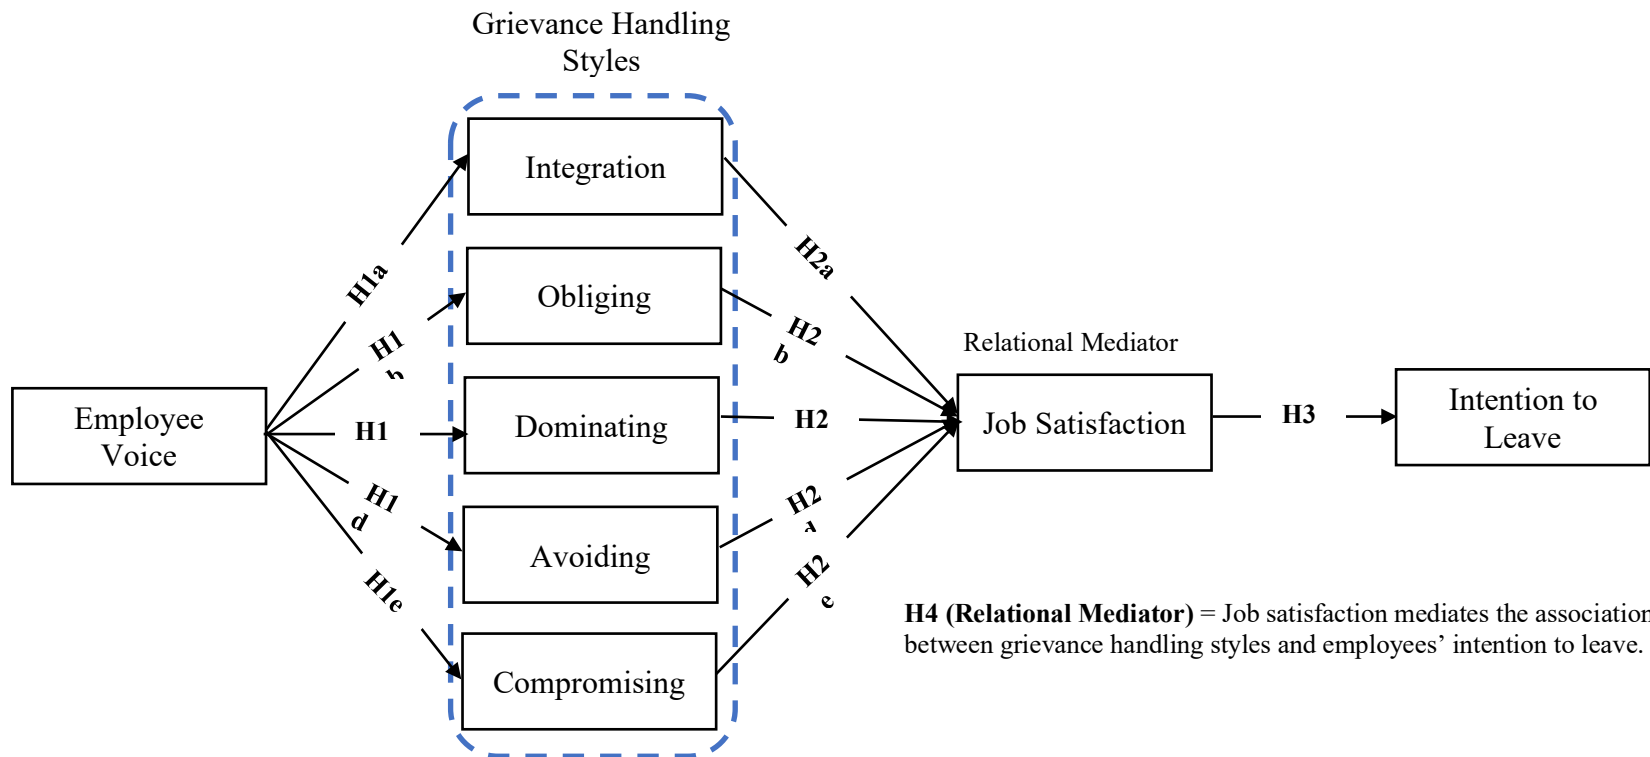 Grievance Handling
Styles
Integration
H1a
H2a
Obliging
H1
b
H2
b
Relational Mediator
Employee
Voice
H1
Dominating
H2
Job Satisfaction
H3
Intention to
Leave
H1
d
Avoiding
H2
d
H1e
H2
e
Compromising
H4 (Relational Mediator) = Job satisfaction mediates the association
between grievance handling styles and employees’ intention to leave.